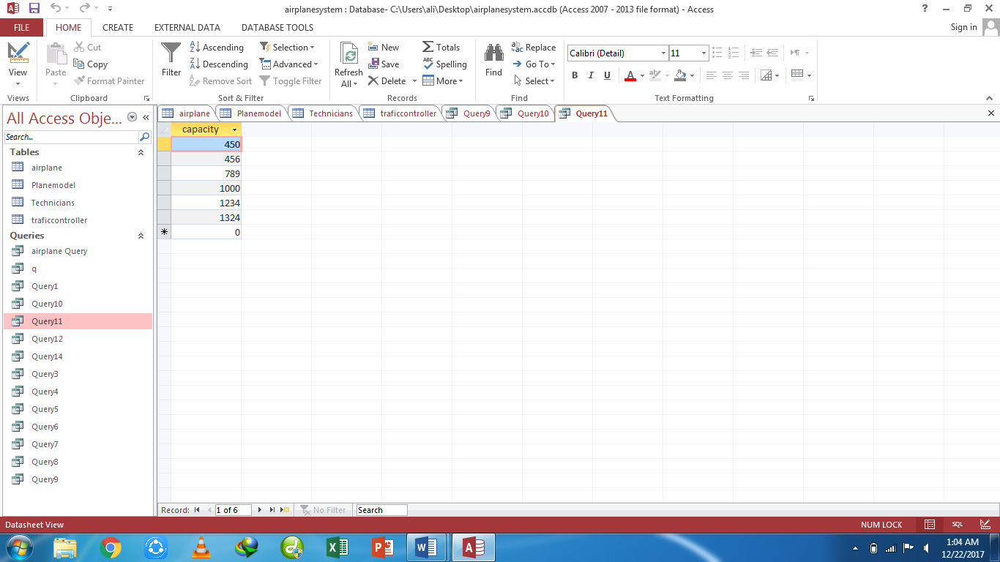 airplanesystem : Database- C:\Users\ali\Desktop\airplanesystem.accdb (Access 2007 - 2013 file format) - Access
FILE HOME CREATE EXTERNAL DATA DATABASE TOOLS Sign in
View
Views
Paste
Cut
Copy
Format Painter
Clipboard
Filter
Ascending
Descending
Remove Sort
Selection
Advanced
Toggle Filter
Sort & Filter
Refresh
All
New
Save
Delete
Totals
Spelling
More
Records
Find
Replace
Go To
Select
Find
Calibri (Detail) 11
B I U A ab
Text Formatting
All Access Obje...
Search...
Tables
airplane
Planemodel
Technicians
traficcontroller
Queries
airplane Query
q
Query1
Query10
Query11
Query12
Query14
Query3
Query4
Query5
Query6
Query7
Query8
Query9
airplane Planemodel Technicians traficcontroller Query9 Query10 Query11
capacity
450
456
789
1000
1234
1324
0
Record: 1 of 6 No Filter Search
Datasheet View NUM LOCK SQL
1:04 AM
12/22/2017